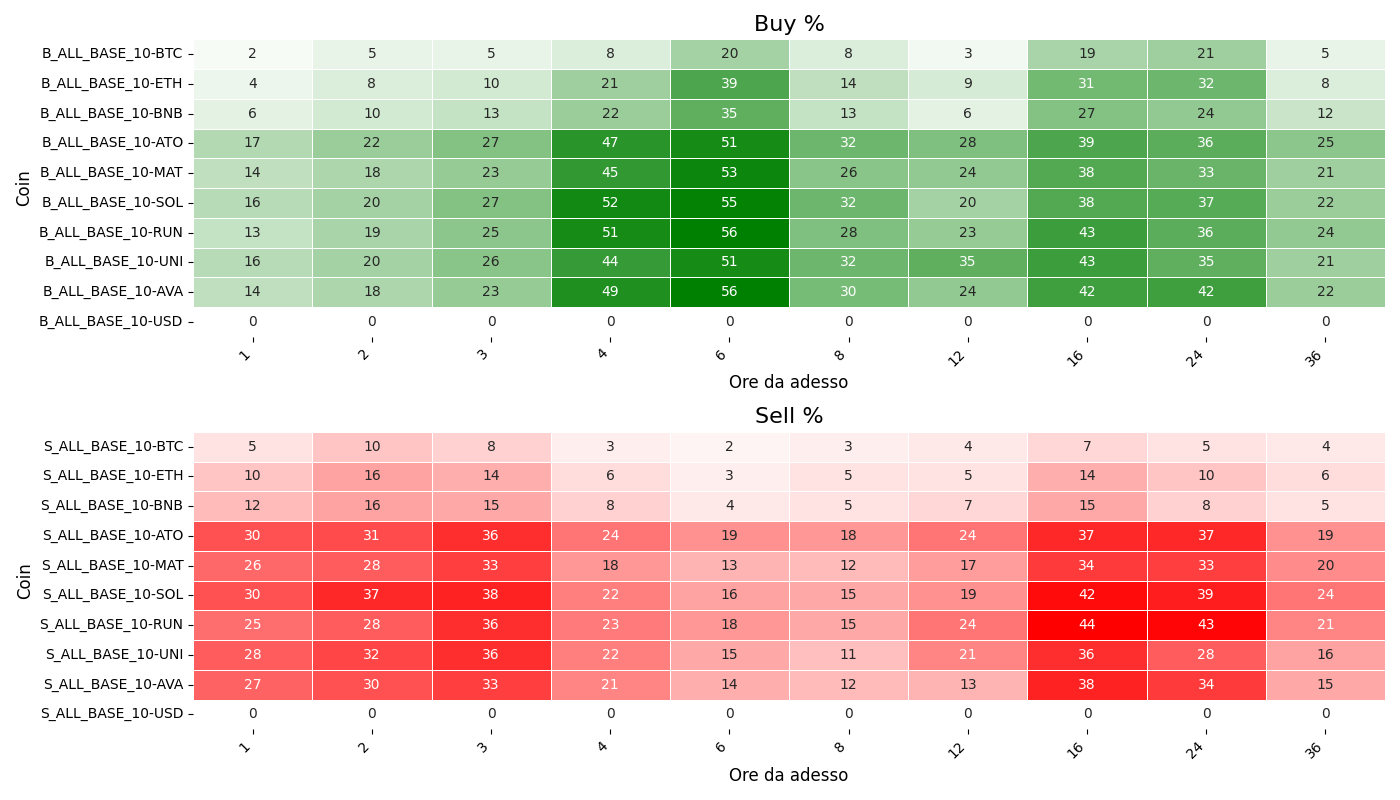 Buy %
Coin
B_ALL_BASE_10-BTC 2 5 5 8 20 8 3 19 21 5
B_ALL_BASE_10-ETH 4 8 10 21 39 14 9 31 32 8
B_ALL_BASE_10-BNB 6 10 13 22 35 13 6 27 24 12
B_ALL_BASE_10-ATO 17 22 27 47 51 32 28 39 36 25
B_ALL_BASE_10-MAT 14 18 23 45 53 26 24 38 33 21
B_ALL_BASE_10-SOL 16 20 27 52 55 32 20 38 37 22
B_ALL_BASE_10-RUN 13 19 25 51 56 28 23 43 36 24
B_ALL_BASE_10-UNI 16 20 26 44 51 32 35 43 35 21
B_ALL_BASE_10-AVA 14 18 23 49 56 30 24 42 42 22
B_ALL_BASE_10-USD 0 0 0 0 0 0 0 0 0 0
1 2 3 4 6 8 12 16 24 36
Ore da adesso
Sell %
Coin
S_ALL_BASE_10-BTC 5 10 8 3 2 3 4 7 5 4
S_ALL_BASE_10-ETH 10 16 14 6 3 5 5 14 10 6
S_ALL_BASE_10-BNB 12 16 15 8 4 5 7 15 8 5
S_ALL_BASE_10-ATO 30 31 36 24 19 18 24 37 37 19
S_ALL_BASE_10-MAT 26 28 33 18 13 12 17 34 33 20
S_ALL_BASE_10-SOL 30 37 38 22 16 15 19 42 39 24
S_ALL_BASE_10-RUN 25 28 36 23 18 15 24 44 43 21
S_ALL_BASE_10-UNI 28 32 36 22 15 11 21 36 28 16
S_ALL_BASE_10-AVA 27 30 33 21 14 12 13 38 34 15
S_ALL_BASE_10-USD 0 0 0 0 0 0 0 0 0 0
1 2 3 4 6 8 12 16 24 36
Ore da adesso